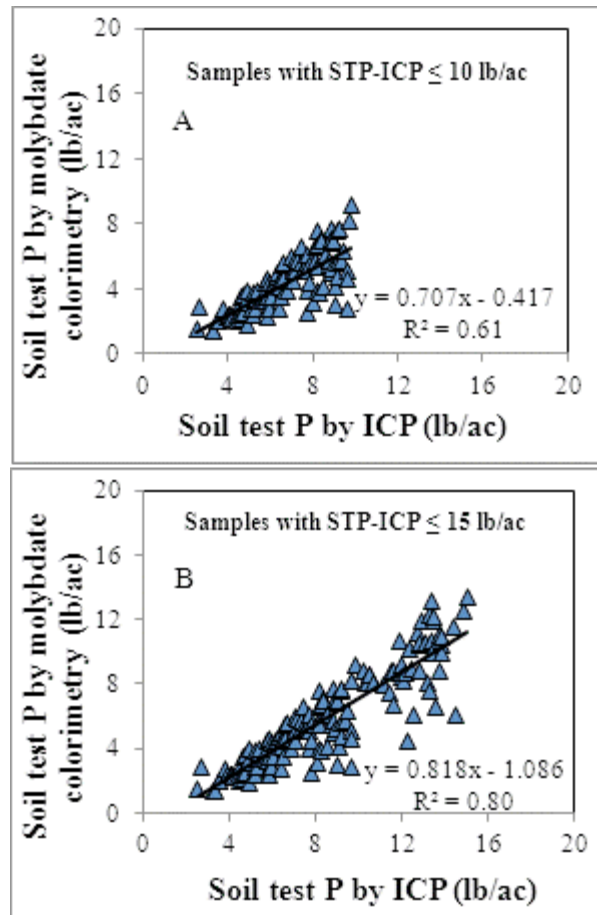 20
16
12
8
4
0
Soil test P by molybdate
colorimetry (lb/ac)
Samples with STP-ICP ≤ 10 lb/ac
A
y = 0.707x - 0.417
R² = 0.61
0 4 8 12 16 20
Soil test P by ICP (lb/ac)
20
16
12
8
4
0
Soil test P by molybdate
colorimetry (lb/ac)
Samples with STP-ICP ≤ 15 lb/ac
B
y = 0.818x - 1.086
R² = 0.80
0 4 8 12 16 20
Soil test P by ICP (lb/ac)